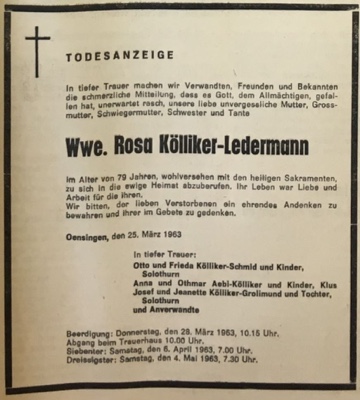 TODESANZEIGE
In tiefer Trauer machen wir Verwandten, Freunden und Bekannten
die schmerzliche Mitteilung, dass es Gott, dem Allmächtigen, gefal-
len hat, unerwartet rasch, unsere liebe unvergessliche Mutter, Gross-
mutter, Schwiegermutter, Schwester und Tante
Wwe. Rosa Kölliker-Ledermann
im Alter von 79 Jahren, wohlversehen mit den heiligen Sakramenten,
zu sich in die ewige Heimat abzuberufen. Ihr Leben war Liebe und
Arbeit für die ihren.
Wir bitten, der lieben Verstorbenen ein ehrendes Andenken zu
bewahren und ihrer im Gebete zu gedenken.
Oensingen, den 25. März 1963
In tiefer Trauer:
Otto und Frieda Kölliker-Schmid und Kinder,
Solothurn
Anna und Othmar Aebi-Kölliker und Kinder, Klus
Josef und Jeanette Kölliker-Grolimund und Tochter,
Solothurn
und Anverwandte
Beerdigung: Donnerstag, den 28. März 1963, 10.15 Uhr.
Abgang beim Trauerhaus 10.00 Uhr.
Siebenter: Samstag, den 6. April 1963, 7.00 Uhr.
Dreissigster: Samstag, den 4. Mai 1963, 7.30 Uhr.